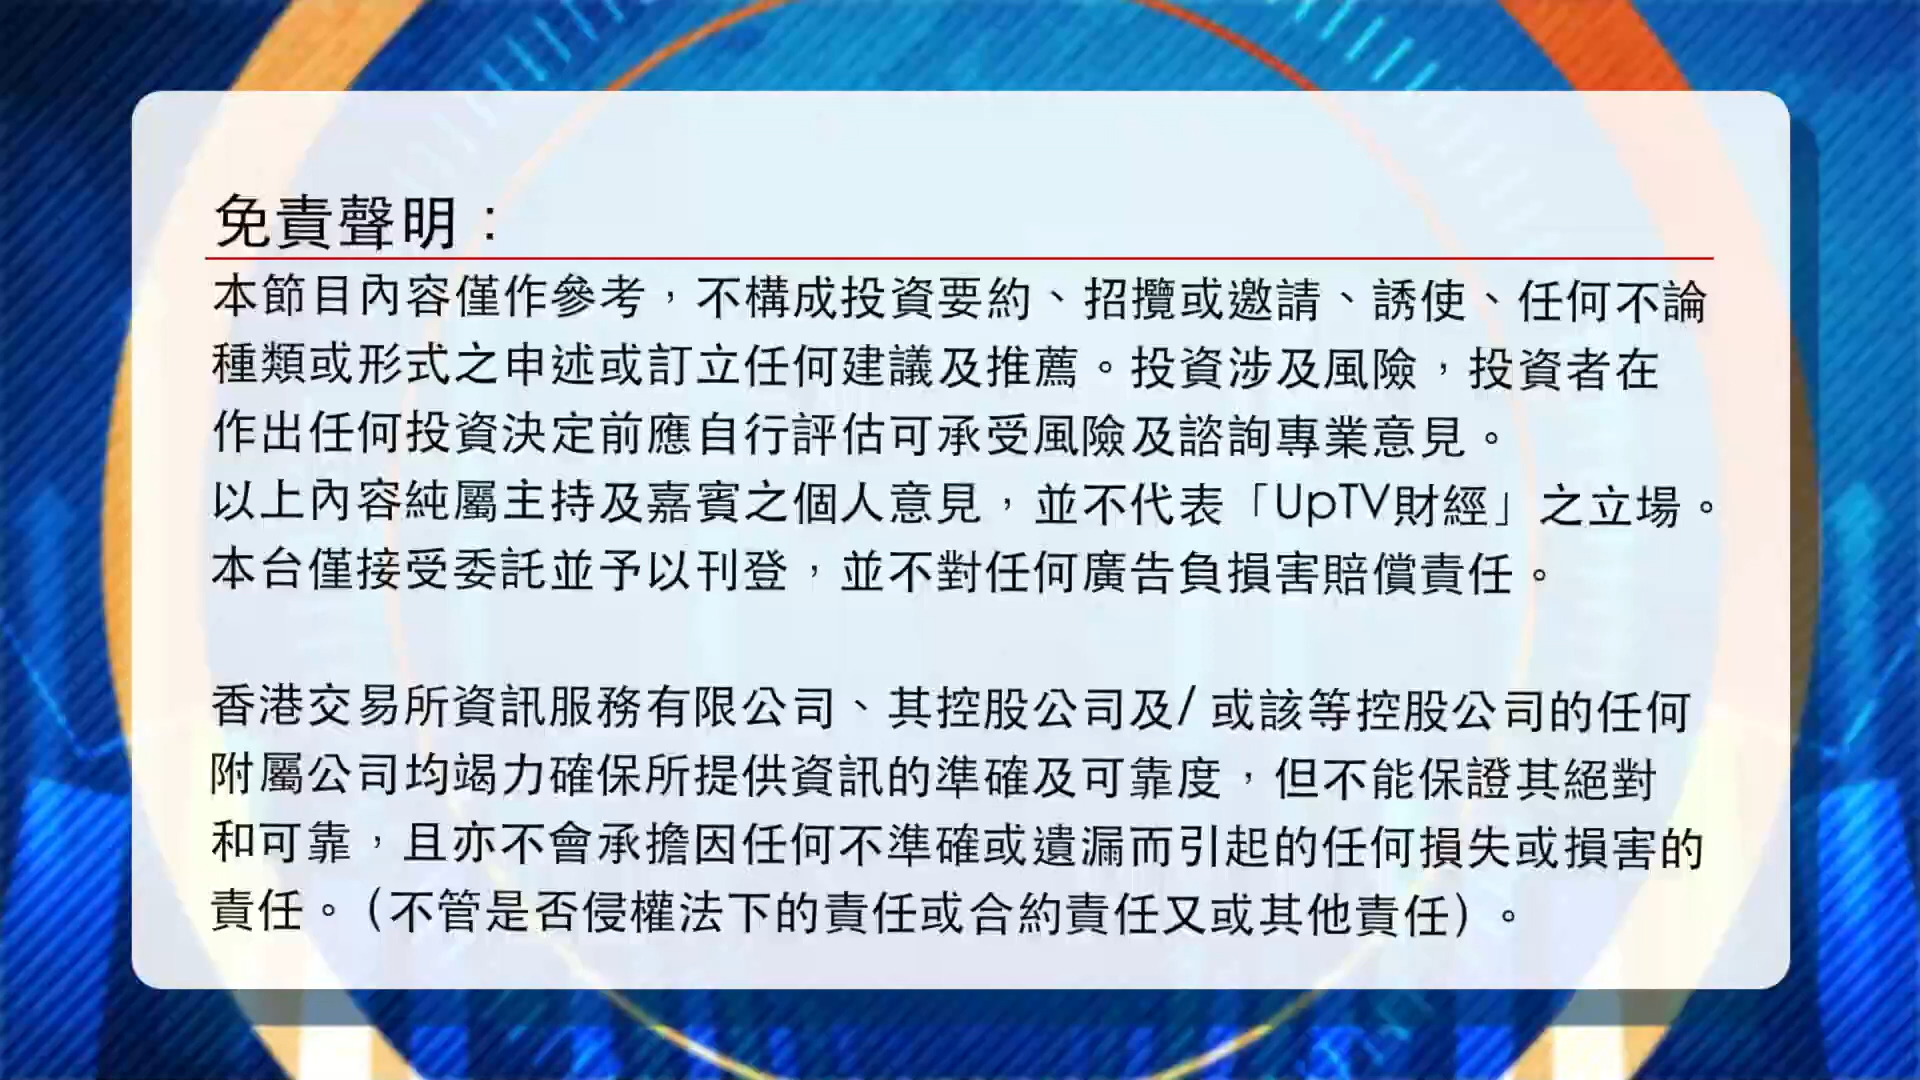 免責聲明：
本節目內容僅作參考，不構成投資要約、招攬或邀請、誘使、任何不論
種類或形式之申述或訂立任何建議及推薦。投資涉及風險，投資者在
作出任何投資決定前應自行評估可承受風險及諮詢專業意見。
以上內容純屬主持及嘉賓之個人意見，並不代表「UpTV財經」之立場。
本台僅接受委託並予以刊登，並不對任何廣告負損害賠償責任。
香港交易所資訊服務有限公司、其控股公司及/ 或該等控股公司的任何
附屬公司均竭力確保所提供資訊的準確及可靠度，但不能保證其絕對
和可靠，且亦不會承擔因任何不準確或遺漏而引起的任何損失或損害的
責任。（不管是否侵權法下的責任或合約責任又或其他責任）。